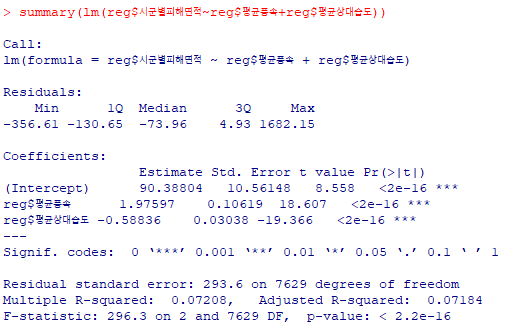 > summary(lm(reg$시군별피해면적~reg$평균풍속+reg$평균상대습도))
Call:
lm(formula = reg$시군별피해면적 ~ reg$평균풍속 + reg$평균상대습도)
Residuals:
Min 1Q Median 3Q Max
-356.61 -130.65 -73.96 4.93 1682.15
Coefficients:
Estimate Std. Error t value Pr(>|t|)
(Intercept) 90.38804 10.56148 8.558 <2e-16 ***
reg$평균풍속 1.97597 0.10619 18.607 <2e-16 ***
reg$평균상대습도 -0.58836 0.03038 -19.366 <2e-16 ***
---
Signif. codes: 0 ‘***’ 0.001 ‘**’ 0.01 ‘*’ 0.05 ‘.’ 0.1 ‘ ’ 1
Residual standard error: 293.6 on 7629 degrees of freedom
Multiple R-squared: 0.07208, Adjusted R-squared: 0.07184
F-statistic: 296.3 on 2 and 7629 DF, p-value: < 2.2e-16